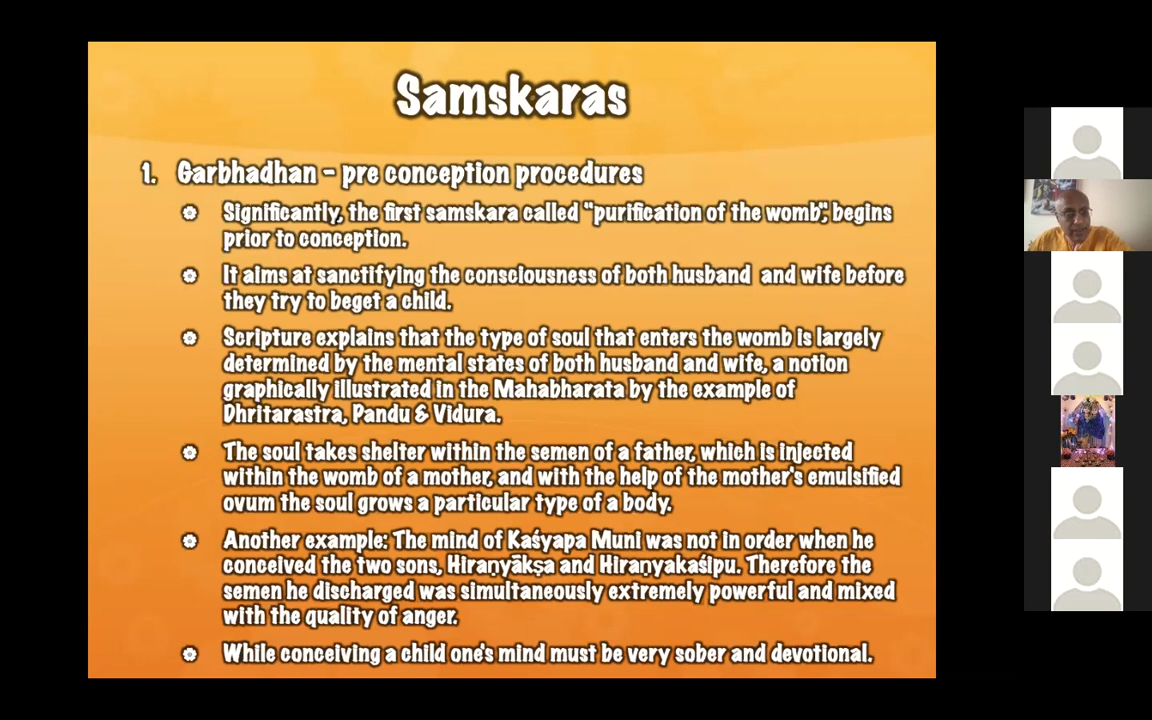 Samskaras
1. Garbhadhan - pre conception procedures
Significantly, the first samskara called "purification of the womb", begins
prior to conception.
It aims at sanctifying the consciousness of both husband and wife before
they try to beget a child.
Scripture explains that the type of soul that enters the womb is largely
determined by the mental states of both husband and wife, a notion
graphically illustrated in the Mahabharata by the example of
Dhritarastra, Pandu & Vidura.
The soul takes shelter within the semen of a father, which is injected
within the womb of a mother, and with the help of the mother's emulsified
ovum the soul grows a particular type of a body.
Another example: The mind of Kaśyapa Muni was not in order when he
conceived the two sons, Hiraṇyākṣa and Hiraṇyakaśipu. Therefore the
semen he discharged was simultaneously extremely powerful and mixed
with the quality of anger.
While conceiving a child one's mind must be very sober and devotional.